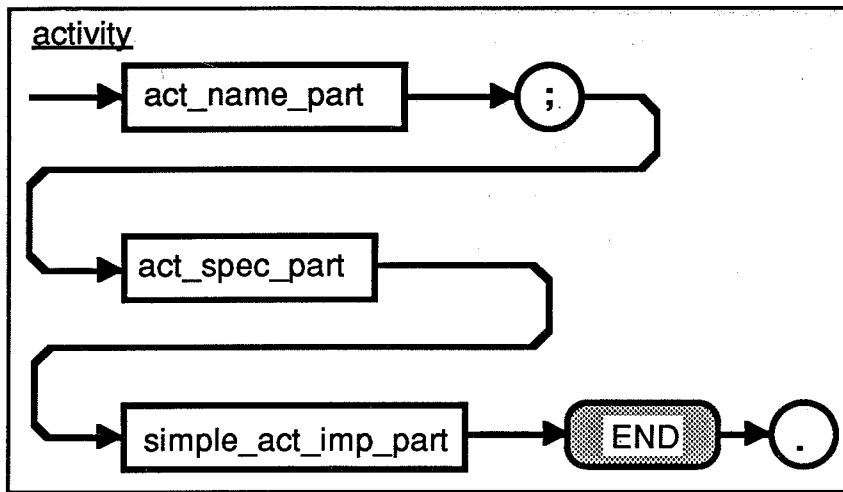 activity
act_name_part ;
act_spec_part
simple_act_imp_part END .